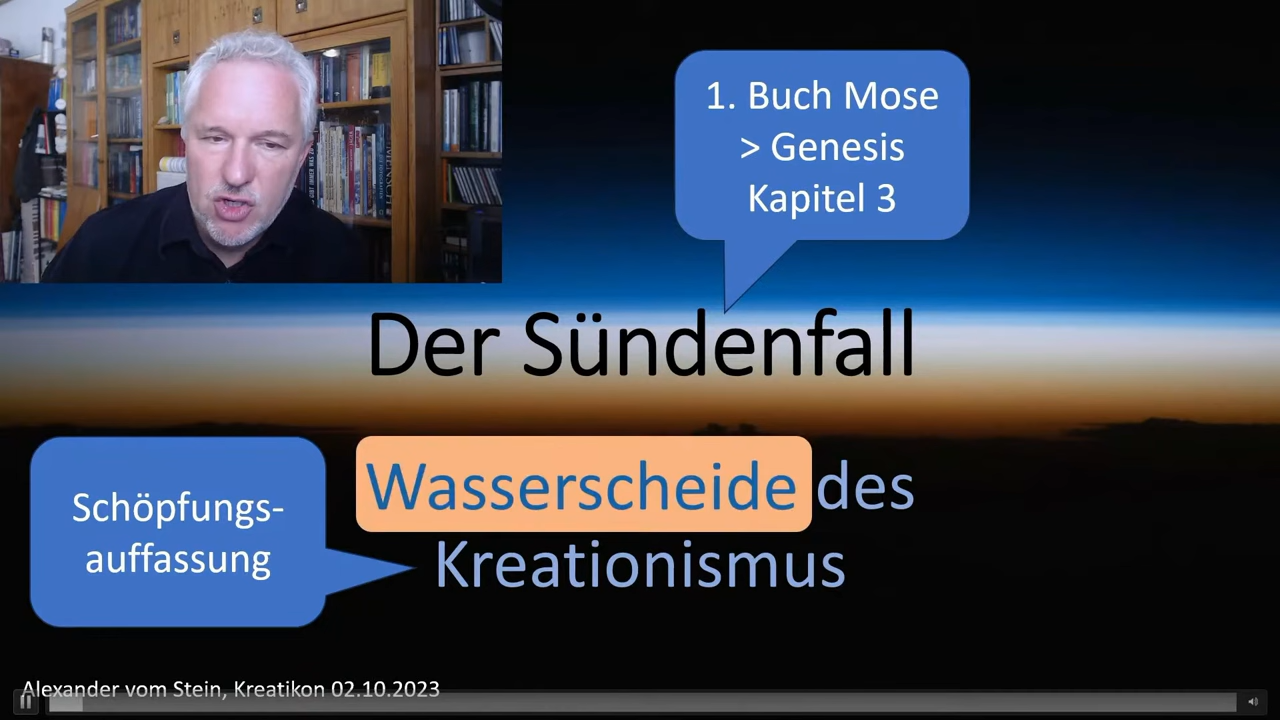 1. Buch Mose
> Genesis
Kapitel 3
Der Sündenfall
Wasserscheide des
Kreationismus
Schöpfungs-
auffassung
Alexander vom Stein, Kreatikon 02.10.2023